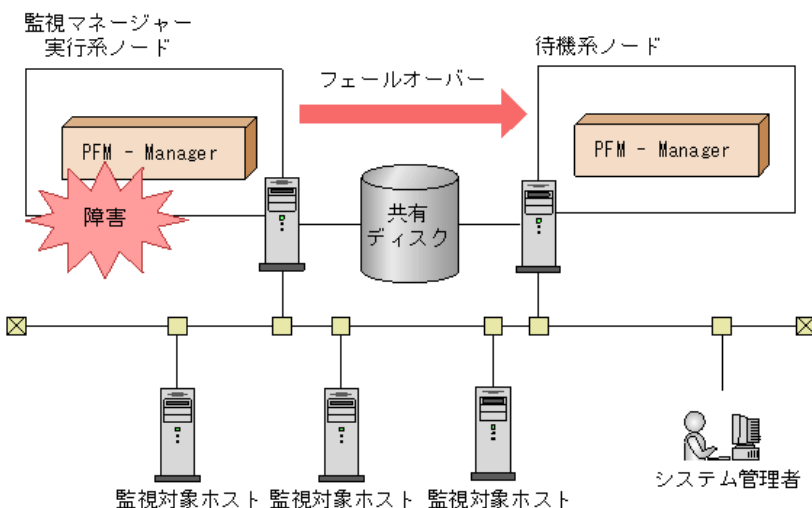 監視マネージャー
実行系ノード
待機系ノード
フェールオーバー
PFM - Manager
PFM - Manager
障害
共有
ディスク
監視対象ホスト
監視対象ホスト
監視対象ホスト
システム管理者